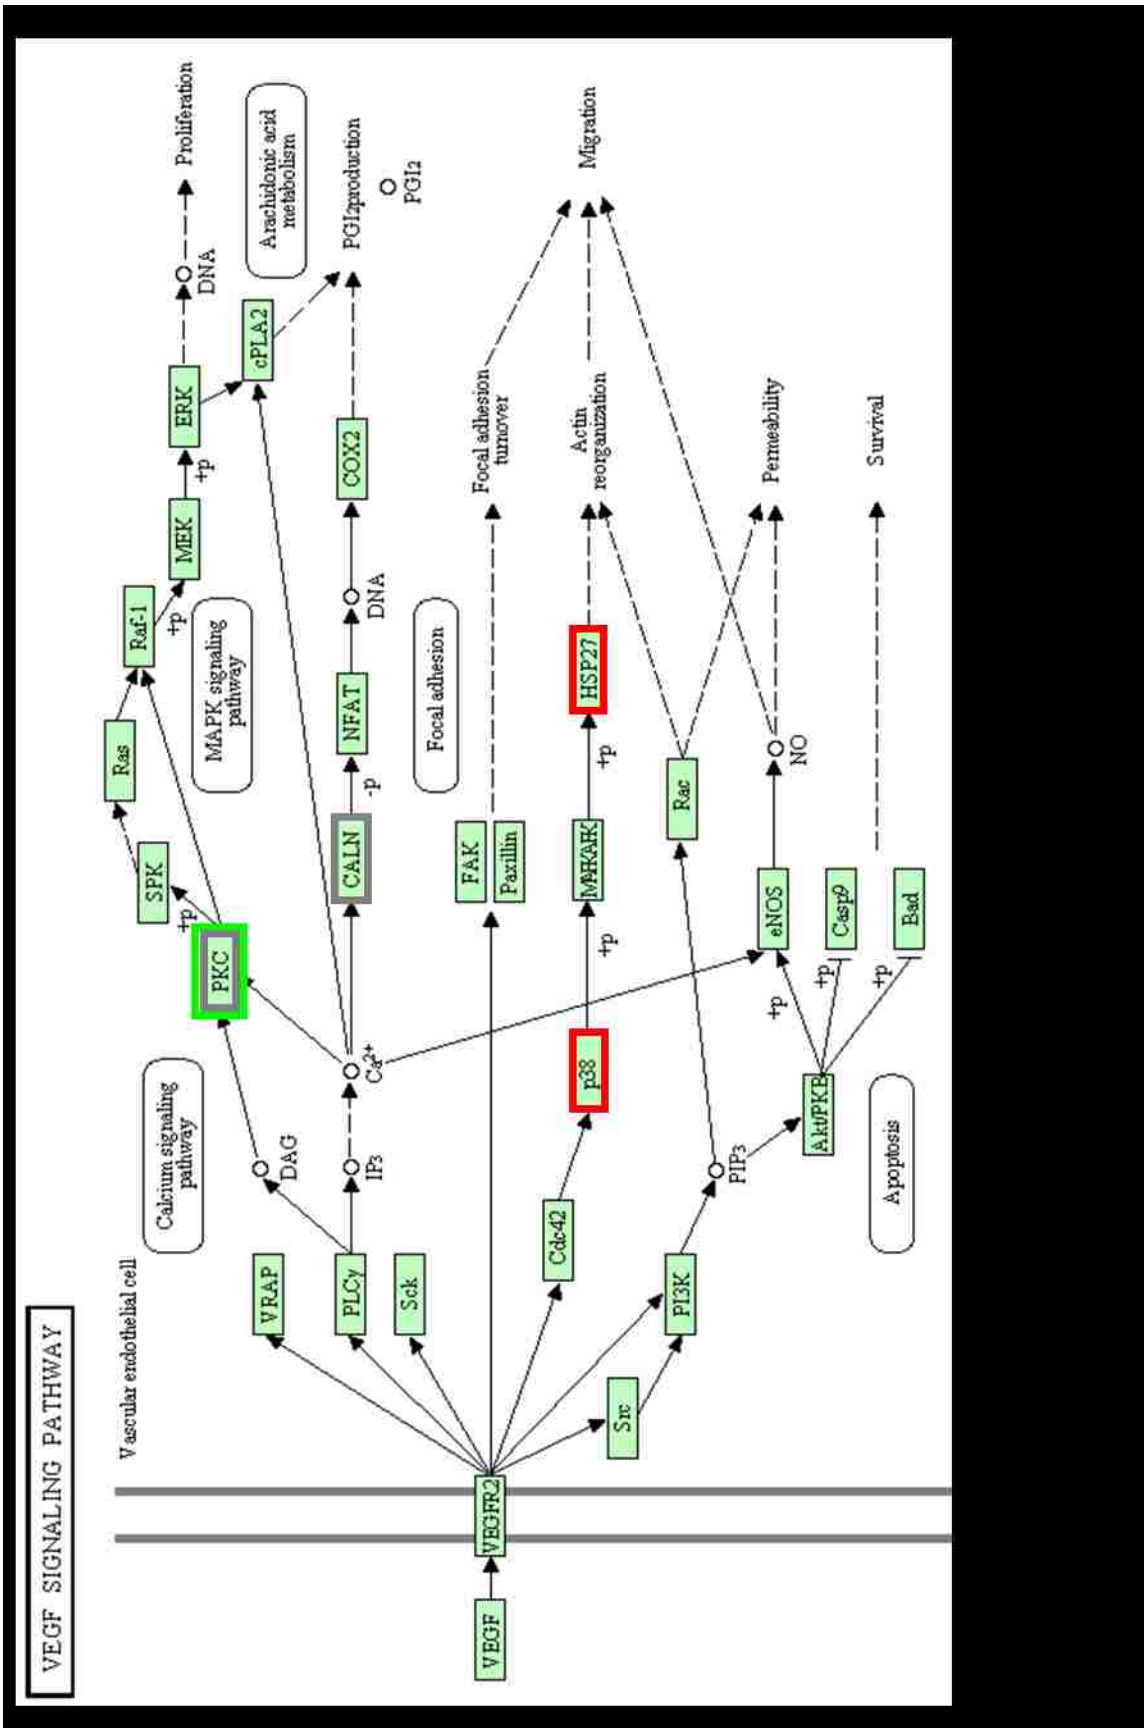 VEGF SIGNALING PATHWAY
Vascular endothelial cell
Calcium signaling
pathway
MAPK signaling
pathway
Arachidonic acid
metabolism
Focal adhesion
Apoptosis
VEGF
VEGFR2
VRAP
PLCγ
Sck
Cdc42
Src
PI3K
DAG
IP3
Ca2+
PIP3
PKC
+p
SPK
Ras
Raf-1
+p
MEK
+p
ERK
DNA
Proliferation
cPLA2
CALN
-p
NFAT
DNA
COX2
PGI2production
PGI2
FAK
Paxillin
Focal adhesion
turnover
p38
+p
+p
HSP27
Actin
reorganization
Migration
Rac
Akt/PKB
+p
+p
+p
eNOS
Casp9
Bad
NO
Permeability
Survival